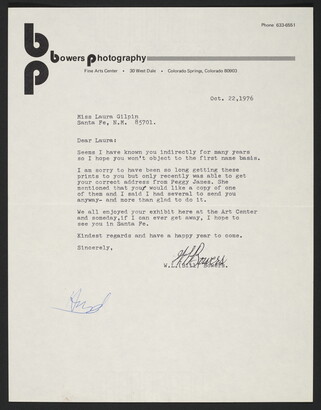 Phone 633-8881
bp
bowers photography
Fine Arts Center • 30 West Dale • Colorado Springs, Colorado 80903
Oct. 22,1976
Miss Laura Gilpin
Santa Fe, N.M. 85701.
Dear Laura:
Seems I have known you indirectly for many years
so I hope you won't object to the first name basis.
I am sorry to have been so long getting these
prints to you but only recently was able to get
your correct address from Peggy Janes. She
mentioned that you would like a copy of one
of them and I said I had several to send you
anyway- and more than glad to do it.
We all enjoyed your exhibit here at the Art Center
and someday,if I can ever get away, I hope to
see you in Santa Fe.
Kindest regards and have a happy year to come.
Sincerely,
Bowers
Bowers.